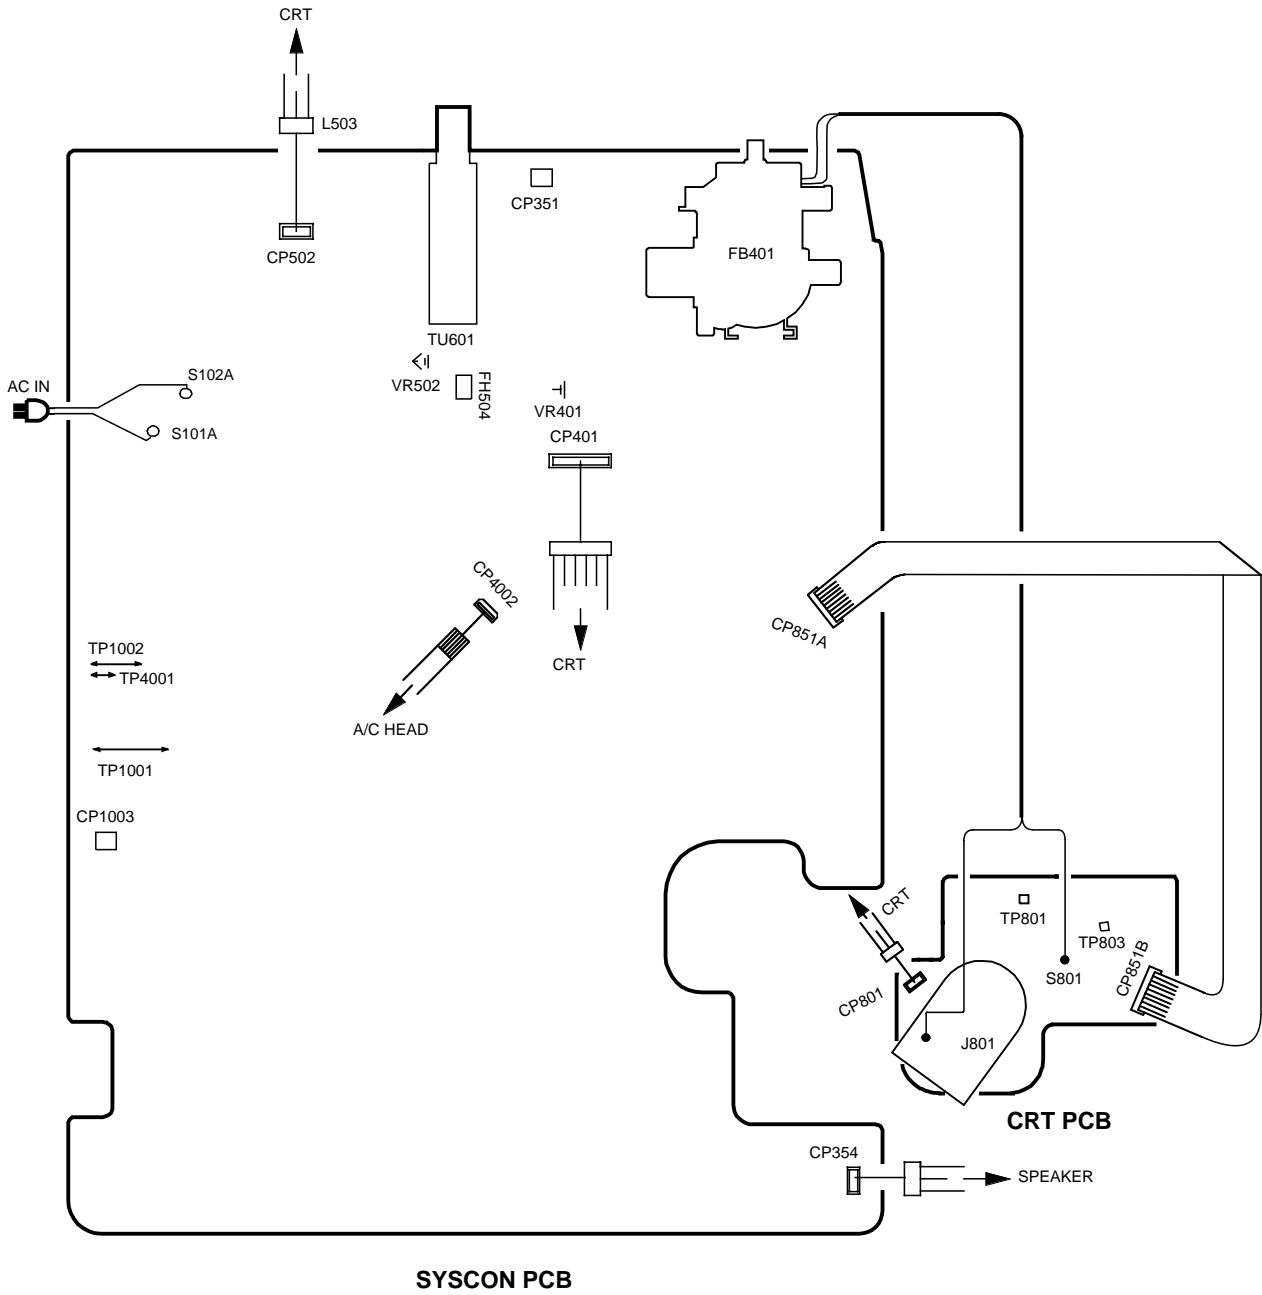 CRT
L503
CP351
CP502
FB401
TU601
VR502
FH504
VR401
AC IN
S102A
S101A
CP401
CP4002
CP851A
CRT
TP1002
TP4001
A/C HEAD
TP1001
CP1003
CRT
TP801
TP803
CP851B
S801
CP801
J801
CRT PCB
CP354
SPEAKER
SYSCON PCB